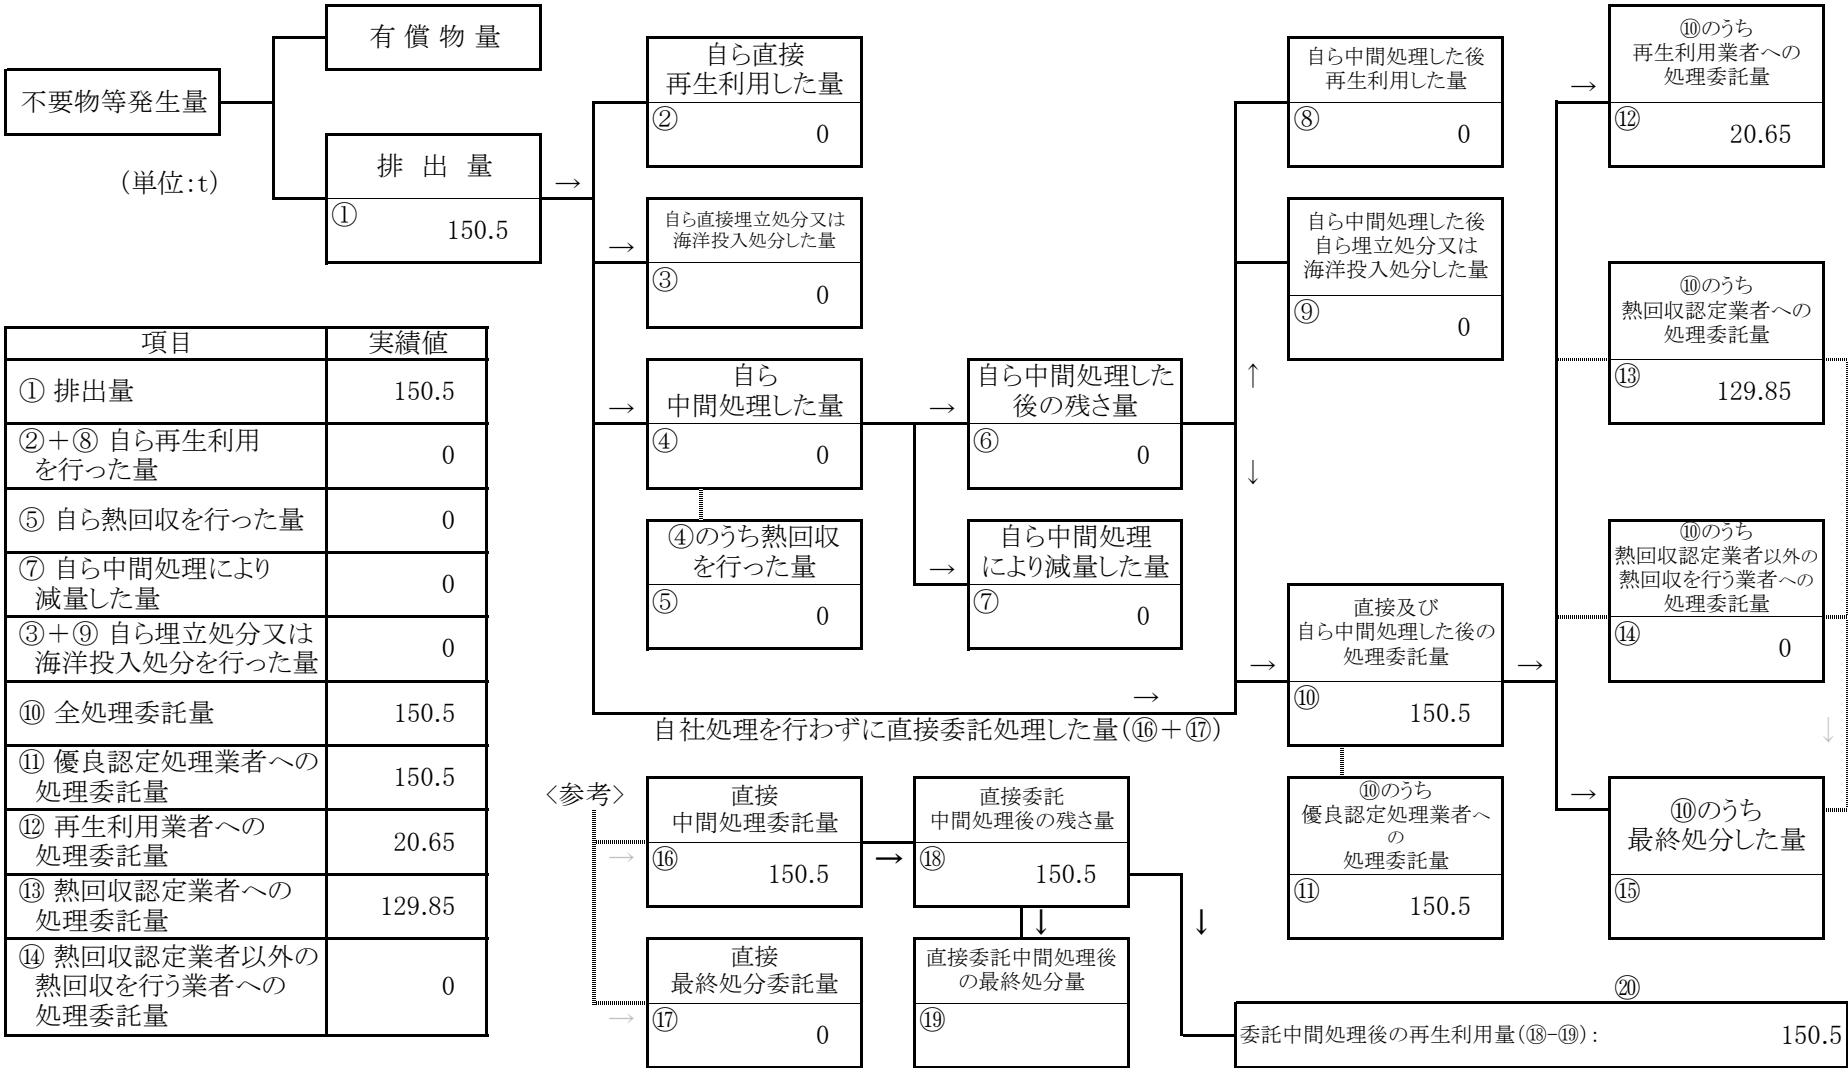 有 償 物 量
不要物等発生量
排 出 量
①
150.5
→
(単位:t)
自ら直接
再生利用した量
②
0
→
自ら直接埋立処分又は
海洋投入処分した量
③
0
→
自ら
中間処理した量
④
0
④のうち熱回収
を行った量
⑤
0
→
自ら中間処理した
後の残さ量
⑥
0
→
自ら中間処理
により減量した量
⑦
0
自ら中間処理した後
再生利用した量
⑧
0
自ら中間処理した後
自ら埋立処分又は
海洋投入処分した量
⑨
0
↑
↓
→
自社処理を行わずに直接委託処理した量(⑯+⑰)
→
直接及び
自ら中間処理した後の
処理委託量
⑩
150.5
→
⑩のうち
優良認定処理業者へ
の
処理委託量
⑪
150.5
→
⑩のうち
再生利用業者への
処理委託量
⑫
20.65
⑩のうち
熱回収認定業者への
処理委託量
⑬
129.85
⑩のうち
熱回収認定業者以外の
熱回収を行う業者への
処理委託量
⑭
0
↓
→
⑩のうち
最終処分した量
⑮
項目 実績値
① 排出量 150.5
②+⑧ 自ら再生利用
を行った量 0
⑤ 自ら熱回収を行った量 0
⑦ 自ら中間処理により
減量した量 0
③+⑨ 自ら埋立処分又は
海洋投入処分を行った量 0
⑩ 全処理委託量 150.5
⑪ 優良認定処理業者への
処理委託量 150.5
⑫ 再生利用業者への
処理委託量 20.65
⑬ 熱回収認定業者への
処理委託量 129.85
⑭ 熱回収認定業者以外の
熱回収を行う業者への 0
処理委託量
<参考>
→
直接
中間処理委託量
⑯
150.5
→
直接委託
中間処理後の残さ量
⑱
150.5
↓
↓
→
直接
最終処分委託量
⑰
0
直接委託中間処理後
の最終処分量
⑲
⑳
委託中間処理後の再生利用量(⑱-⑲): 150.5